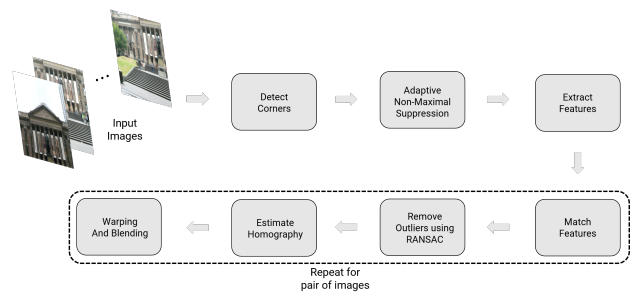 Input
Images
Detect
Corners
Adaptive
Non-Maximal
Suppression
Extract
Features
Match
Features
Remove
Outliers using
RANSAC
Estimate
Homography
Warping
And Blending
Repeat for
pair of images